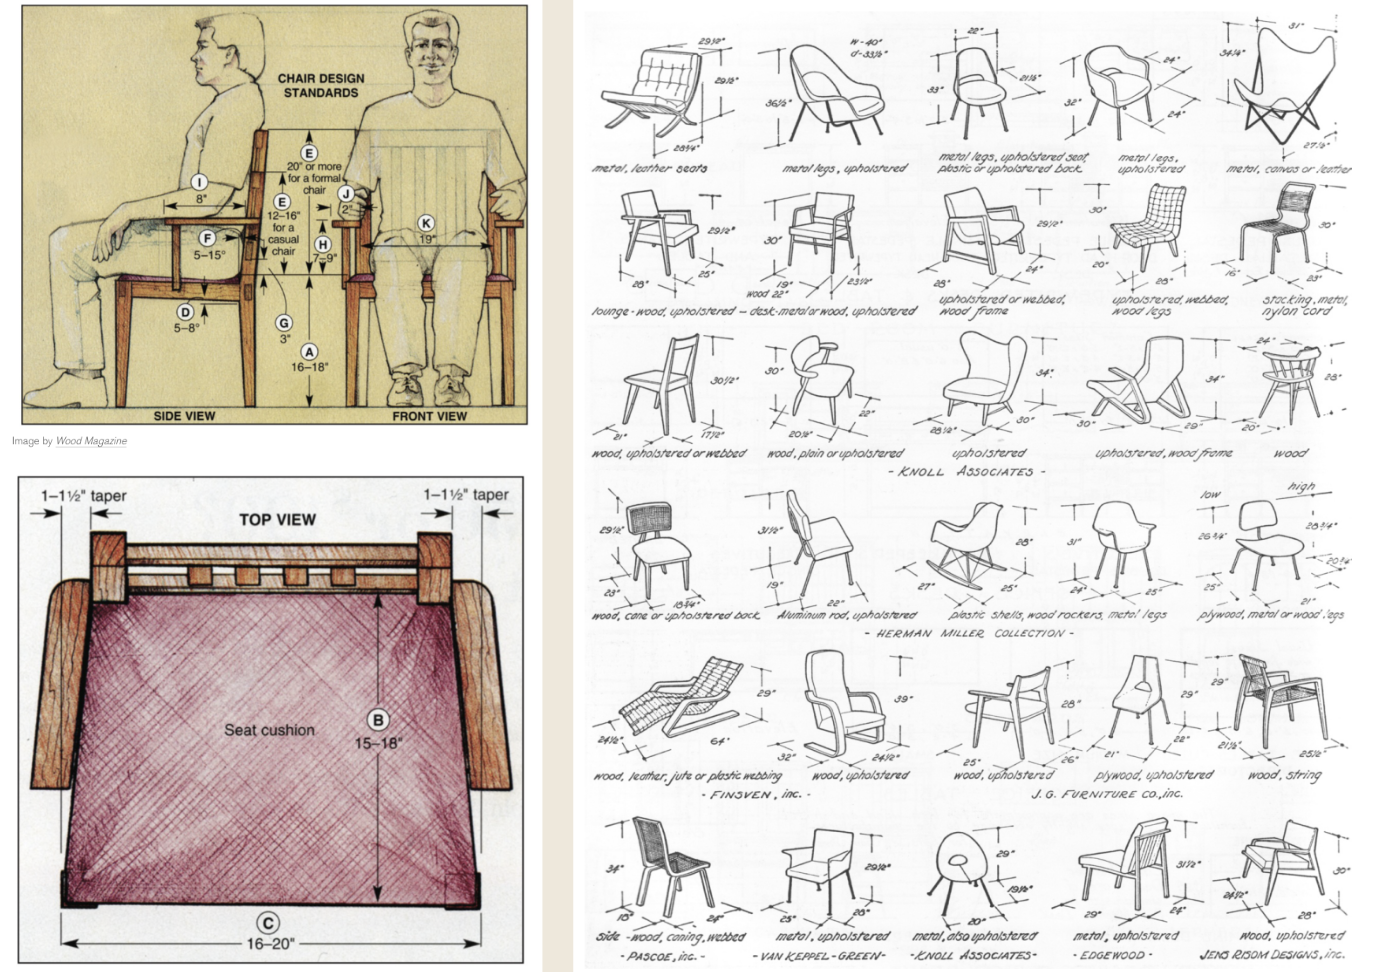 CHAIR DESIGN
STANDARDS
E
20" or more
for a formal
chair
I
8"
E
12–16"
for a
casual
chair
J
2"
K
19"
F
5–15°
H
7–9"
D
5–8°
G
3"
A
16–18"
SIDE VIEW
FRONT VIEW
Image by Wood Magazine
1–1½" taper
1–1½" taper
TOP VIEW
Seat cushion
B
15–18"
C
16–20"
29½"
29½"
28¼"
metal, leather seats
W-40"
d-33½"
36½"
metal legs, upholstered
22"
21½"
33"
metal legs, upholstered seat,
plastic or upholstered back
24"
32"
24"
metal legs,
upholstered
31"
34¼"
27½"
metal, canvas or leather
29½"
28"
25"
lounge - wood, upholstered -
30"
19"
wood 22"
23½"
desk-metal or wood, upholstered
29½"
28"
24"
upholstered or webbed,
wood frame
30"
20"
28"
upholstered, webbed,
wood legs
30"
16"
23"
stacking, metal,
nylon cord
30½"
21"
17½"
wood, upholstered or webbed
30"
22"
20½"
wood, plain or upholstered
34"
28½"
30"
upholstered
34"
30"
29"
upholstered, wood frame
24"
28"
20"
wood
- KNOLL ASSOCIATES -
29½"
23"
18¾"
wood, cane or upholstered back
31½"
19"
22"
Aluminum rod, upholstered
28"
27"
25"
31"
24"
25"
plastic shells, wood rockers, metal legs
low
high
26¾"
28¾"
20¾"
25"
21"
plywood, metal or wood legs
- HERMAN MILLER COLLECTION -
29"
24½"
64"
wood, leather, jute or plastic webbing
39"
32"
24½"
wood, upholstered
- FINSVEN, inc. -
28"
25"
26"
wood, upholstered
29"
21"
22"
plywood, upholstered
29"
21½"
25½"
wood, string
J.G. FURNITURE CO., inc.
34"
18"
24"
side - wood, caning, webbed
- PASCOE, inc. -
29½"
25"
28"
metal, upholstered
- VAN KEPPEL-GREEN -
29"
19½"
20"
metal, also upholstered
- KNOLL ASSOCIATES -
31½"
29"
24"
metal, upholstered
- EDGEWOOD -
30"
24½"
28"
wood, upholstered
JENS RISOM DESIGNS, inc.